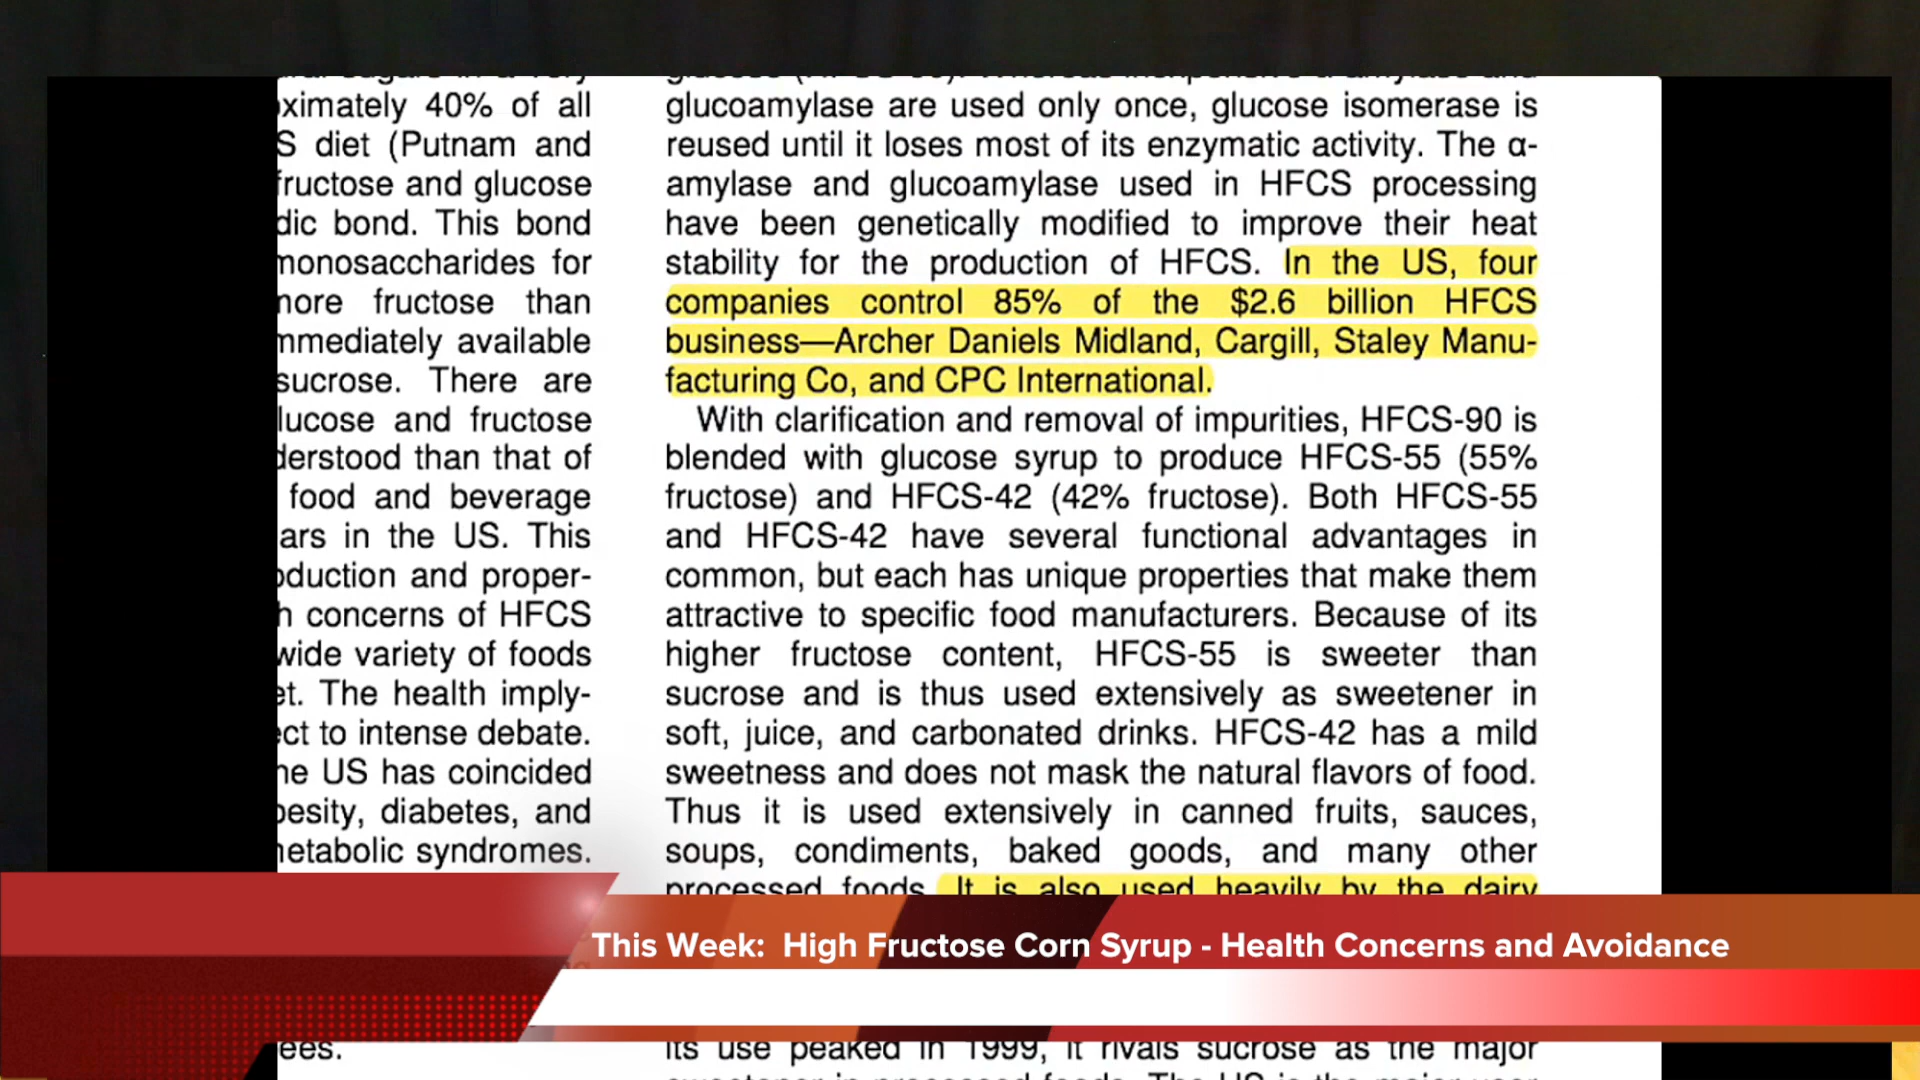 ximately 40% of all
S diet (Putnam and
fructose and glucose
dic bond. This bond
monosaccharides for
more fructose than
mmediately available
sucrose. There are
lucose and fructose
derstood than that of
food and beverage
ars in the US. This
oduction and proper-
h concerns of HFCS
wide variety of foods
et. The health imply-
ect to intense debate.
he US has coincided
besity, diabetes, and
metabolic syndromes.
ees.
glucoamylase are used only once, glucose isomerase is
reused until it loses most of its enzymatic activity. The α-
amylase and glucoamylase used in HFCS processing
have been genetically modified to improve their heat
stability for the production of HFCS. In the US, four
companies control 85% of the $2.6 billion HFCS
business—Archer Daniels Midland, Cargill, Staley Manu-
facturing Co, and CPC International.
With clarification and removal of impurities, HFCS-90 is
blended with glucose syrup to produce HFCS-55 (55%
fructose) and HFCS-42 (42% fructose). Both HFCS-55
and HFCS-42 have several functional advantages in
common, but each has unique properties that make them
attractive to specific food manufacturers. Because of its
higher fructose content, HFCS-55 is sweeter than
sucrose and is thus used extensively as sweetener in
soft, juice, and carbonated drinks. HFCS-42 has a mild
sweetness and does not mask the natural flavors of food.
Thus it is used extensively in canned fruits, sauces,
soups, condiments, baked goods, and many other
processed foods. It is also used heavily by the dairy
This Week: High Fructose Corn Syrup - Health Concerns and Avoidance
its use peaked in 1999, it rivals sucrose as the major